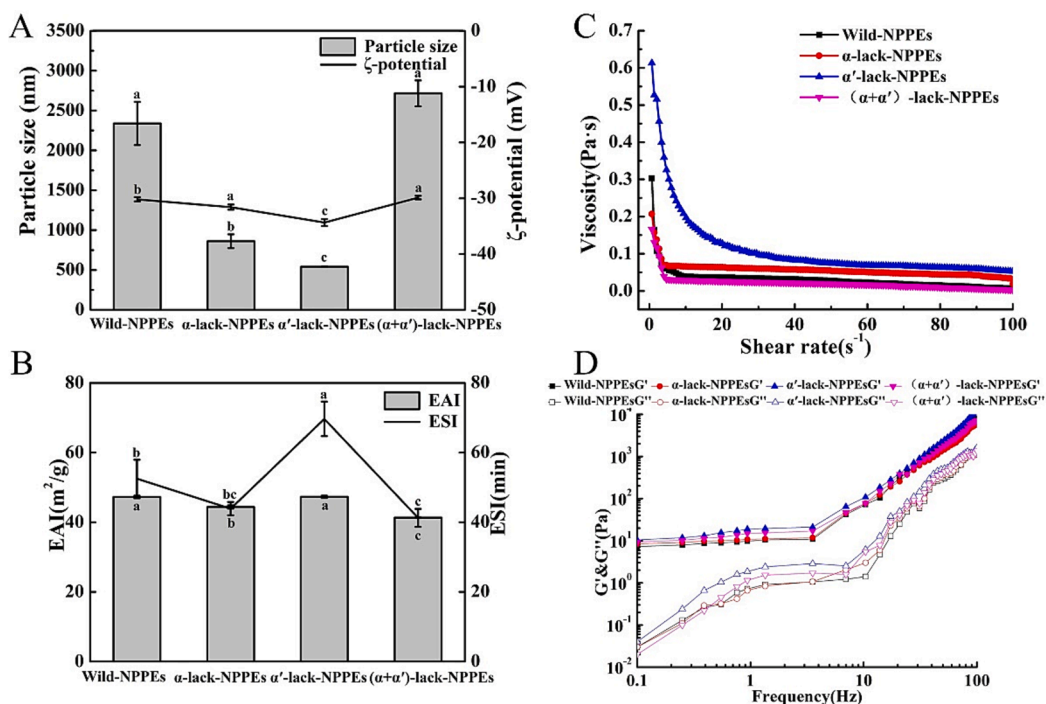 A
Particle size (nm)
3500
3000
2500
2000
1500
1000
500
0
Particle size
ζ-potential
a
b
a
b
c
c
a
a
0
-10
-20
-30
-40
-50
ζ-potential (mV)
Wild-NPPEs α-lack-NPPEs α′-lack-NPPEs (α+α′)-lack-NPPEs
B
EAI(m²/g)
80
60
40
20
0
EAI
ESI
b
a
bc
b
a
a
c
c
80
60
40
20
0
ESI(min)
Wild-NPPEs α-lack-NPPEs α′-lack-NPPEs (α+α′)-lack-NPPEs
C
Viscosity(Pa·s)
0.7
0.6
0.5
0.4
0.3
0.2
0.1
0.0
Wild-NPPEs
α-lack-NPPEs
α′-lack-NPPEs
（α+α′）-lack-NPPEs
0 20 40 60 80 100
Shear rate(s⁻¹)
D
Wild-NPPEsG' α-lack-NPPEsG' α′-lack-NPPEsG' （α+α′）-lack-NPPEsG'
Wild-NPPEsG'' α-lack-NPPEsG'' α′-lack-NPPEsG'' （α+α′）-lack-NPPEsG''
G'&G''(Pa)
10⁴
10³
10²
10¹
10⁰
10⁻¹
10⁻²
0.1 1 10 100
Frequency(Hz)